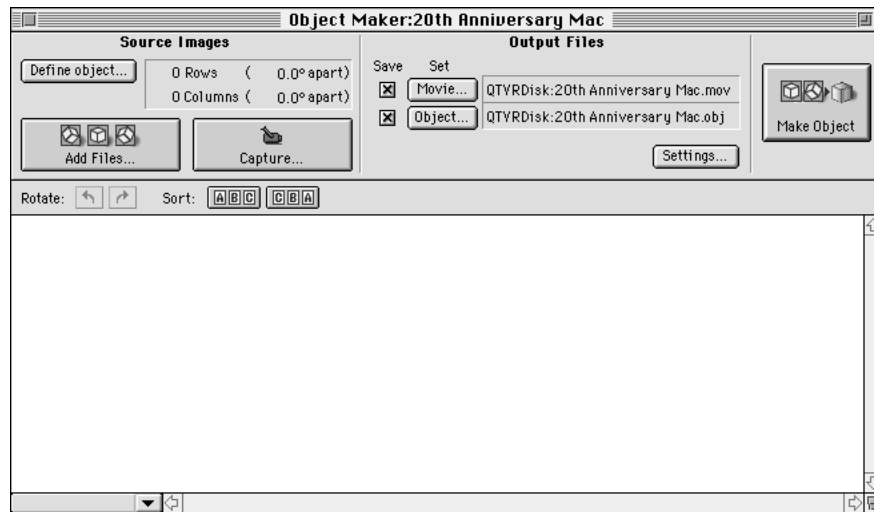 Object Maker:20th Anniversary Mac
Source Images
Define object...
0 Rows ( 0.0° apart)
0 Columns ( 0.0° apart)
Add Files...
Capture...
Output Files
Save Set
Movie... QTVRDisk:20th Anniversary Mac.mov
Object... QTVRDisk:20th Anniversary Mac.obj
Settings...
Make Object
Rotate: Sort: ABC CBA